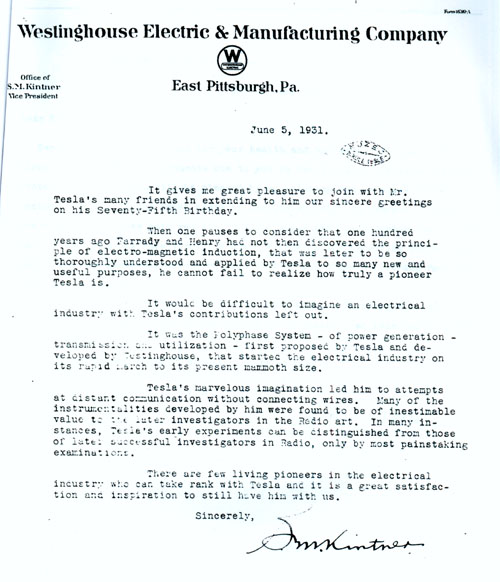 Form 1630-A
Westinghouse Electric & Manufacturing Company
W
East Pittsburgh, Pa.
Office of
S.M. Kintner
Vice President
June 5, 1931.
It gives me great pleasure to join with Mr.
Tesla's many friends in extending to him our sincere greetings
on his Seventy-Fifth Birthday.
Then one pauses to consider that one hundred
years ago Farrady and Henry had not then discovered the princi-
ple of electro-magnetic induction, that was later to be so
thoroughly understood and applied by Tesla to so many new and
useful purposes, he cannot fail to realize how truly a pioneer
Tesla is.
It would be difficult to imagine an electrical
industry with Tesla's contributions left out.
It was the Polyphase System - of power generation -
transmission and utilization - first proposed by Tesla and de-
veloped by Westinghouse, that started the electrical industry on
its rapid march to its present mammoth size.
Tesla's marvelous imagination led him to attempts
at distant communication without connecting wires. Many of the
instrumentalities developed by him were found to be of inestimable
value to the later investigators in the Radio art. In many in-
stances, Tesla's early experiments can be distinguished from those
of later successful investigators in Radio, only by most painstaking
examinations.
There are few living pioneers in the electrical
industry who can take rank with Tesla and it is a great satisfac-
tion and inspiration to still have him with us.
Sincerely,
S.M. Kintner